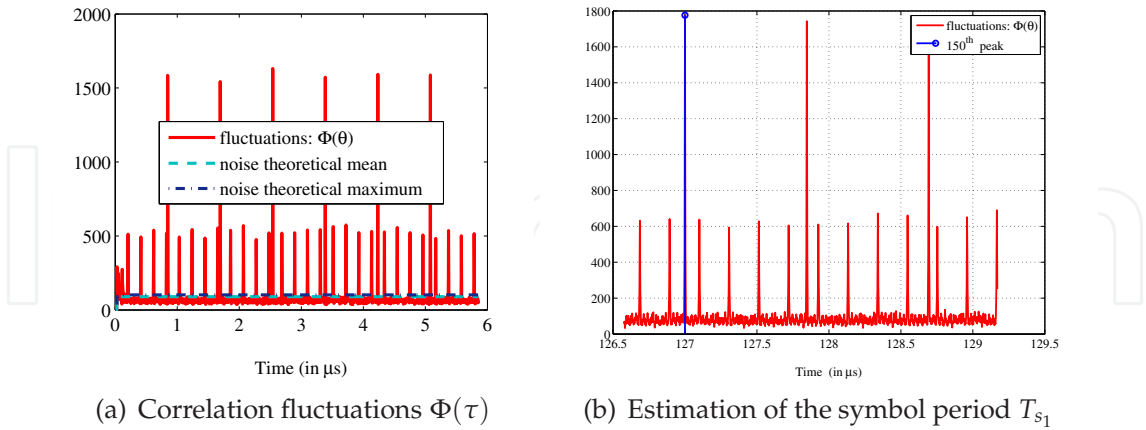 2000
1500
1000
500
0
fluctuations: Φ(θ)
noise theoretical mean
noise theoretical maximum
0 1 2 3 4 5 6
Time (in μs)
(a) Correlation fluctuations Φ(τ)
1800
1600
1400
1200
1000
800
600
400
200
0
fluctuations: Φ(θ)
150th peak
126.5 127 127.5 128 128.5 129 129.5
Time (in μs)
(b) Estimation of the symbol period Ts1